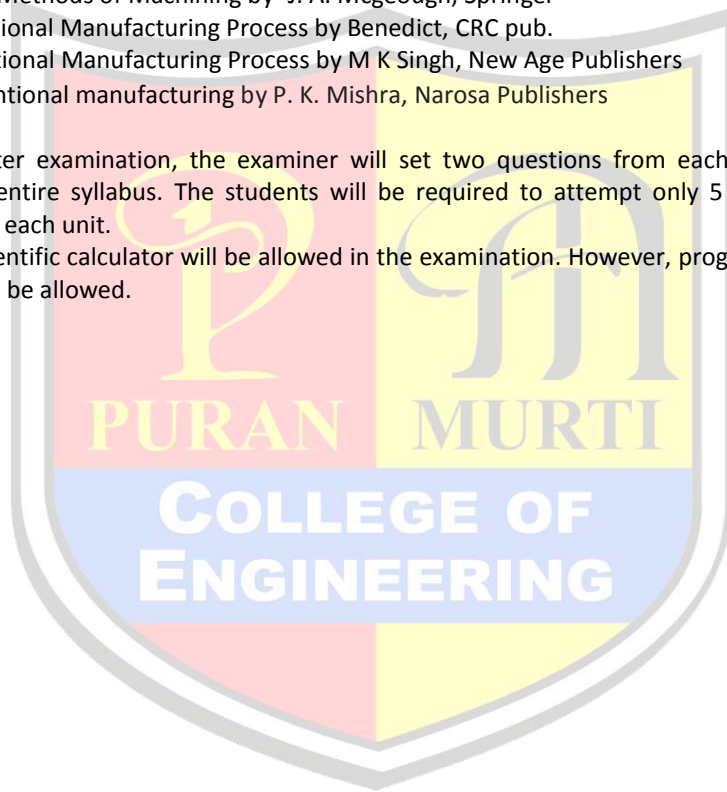 Methods of Machining by J. A. Mcgeough, Springer
tional Manufacturing Process by Benedict, CRC pub.
tional Manufacturing Process by M K Singh, New Age Publishers
ntional manufacturing by P. K. Mishra, Narosa Publishers
ter examination, the examiner will set two questions from each
entire syllabus. The students will be required to attempt only 5
each unit.
entific calculator will be allowed in the examination. However, prog
be allowed.
P M
PURAN MURTI
COLLEGE OF
ENGINEERING